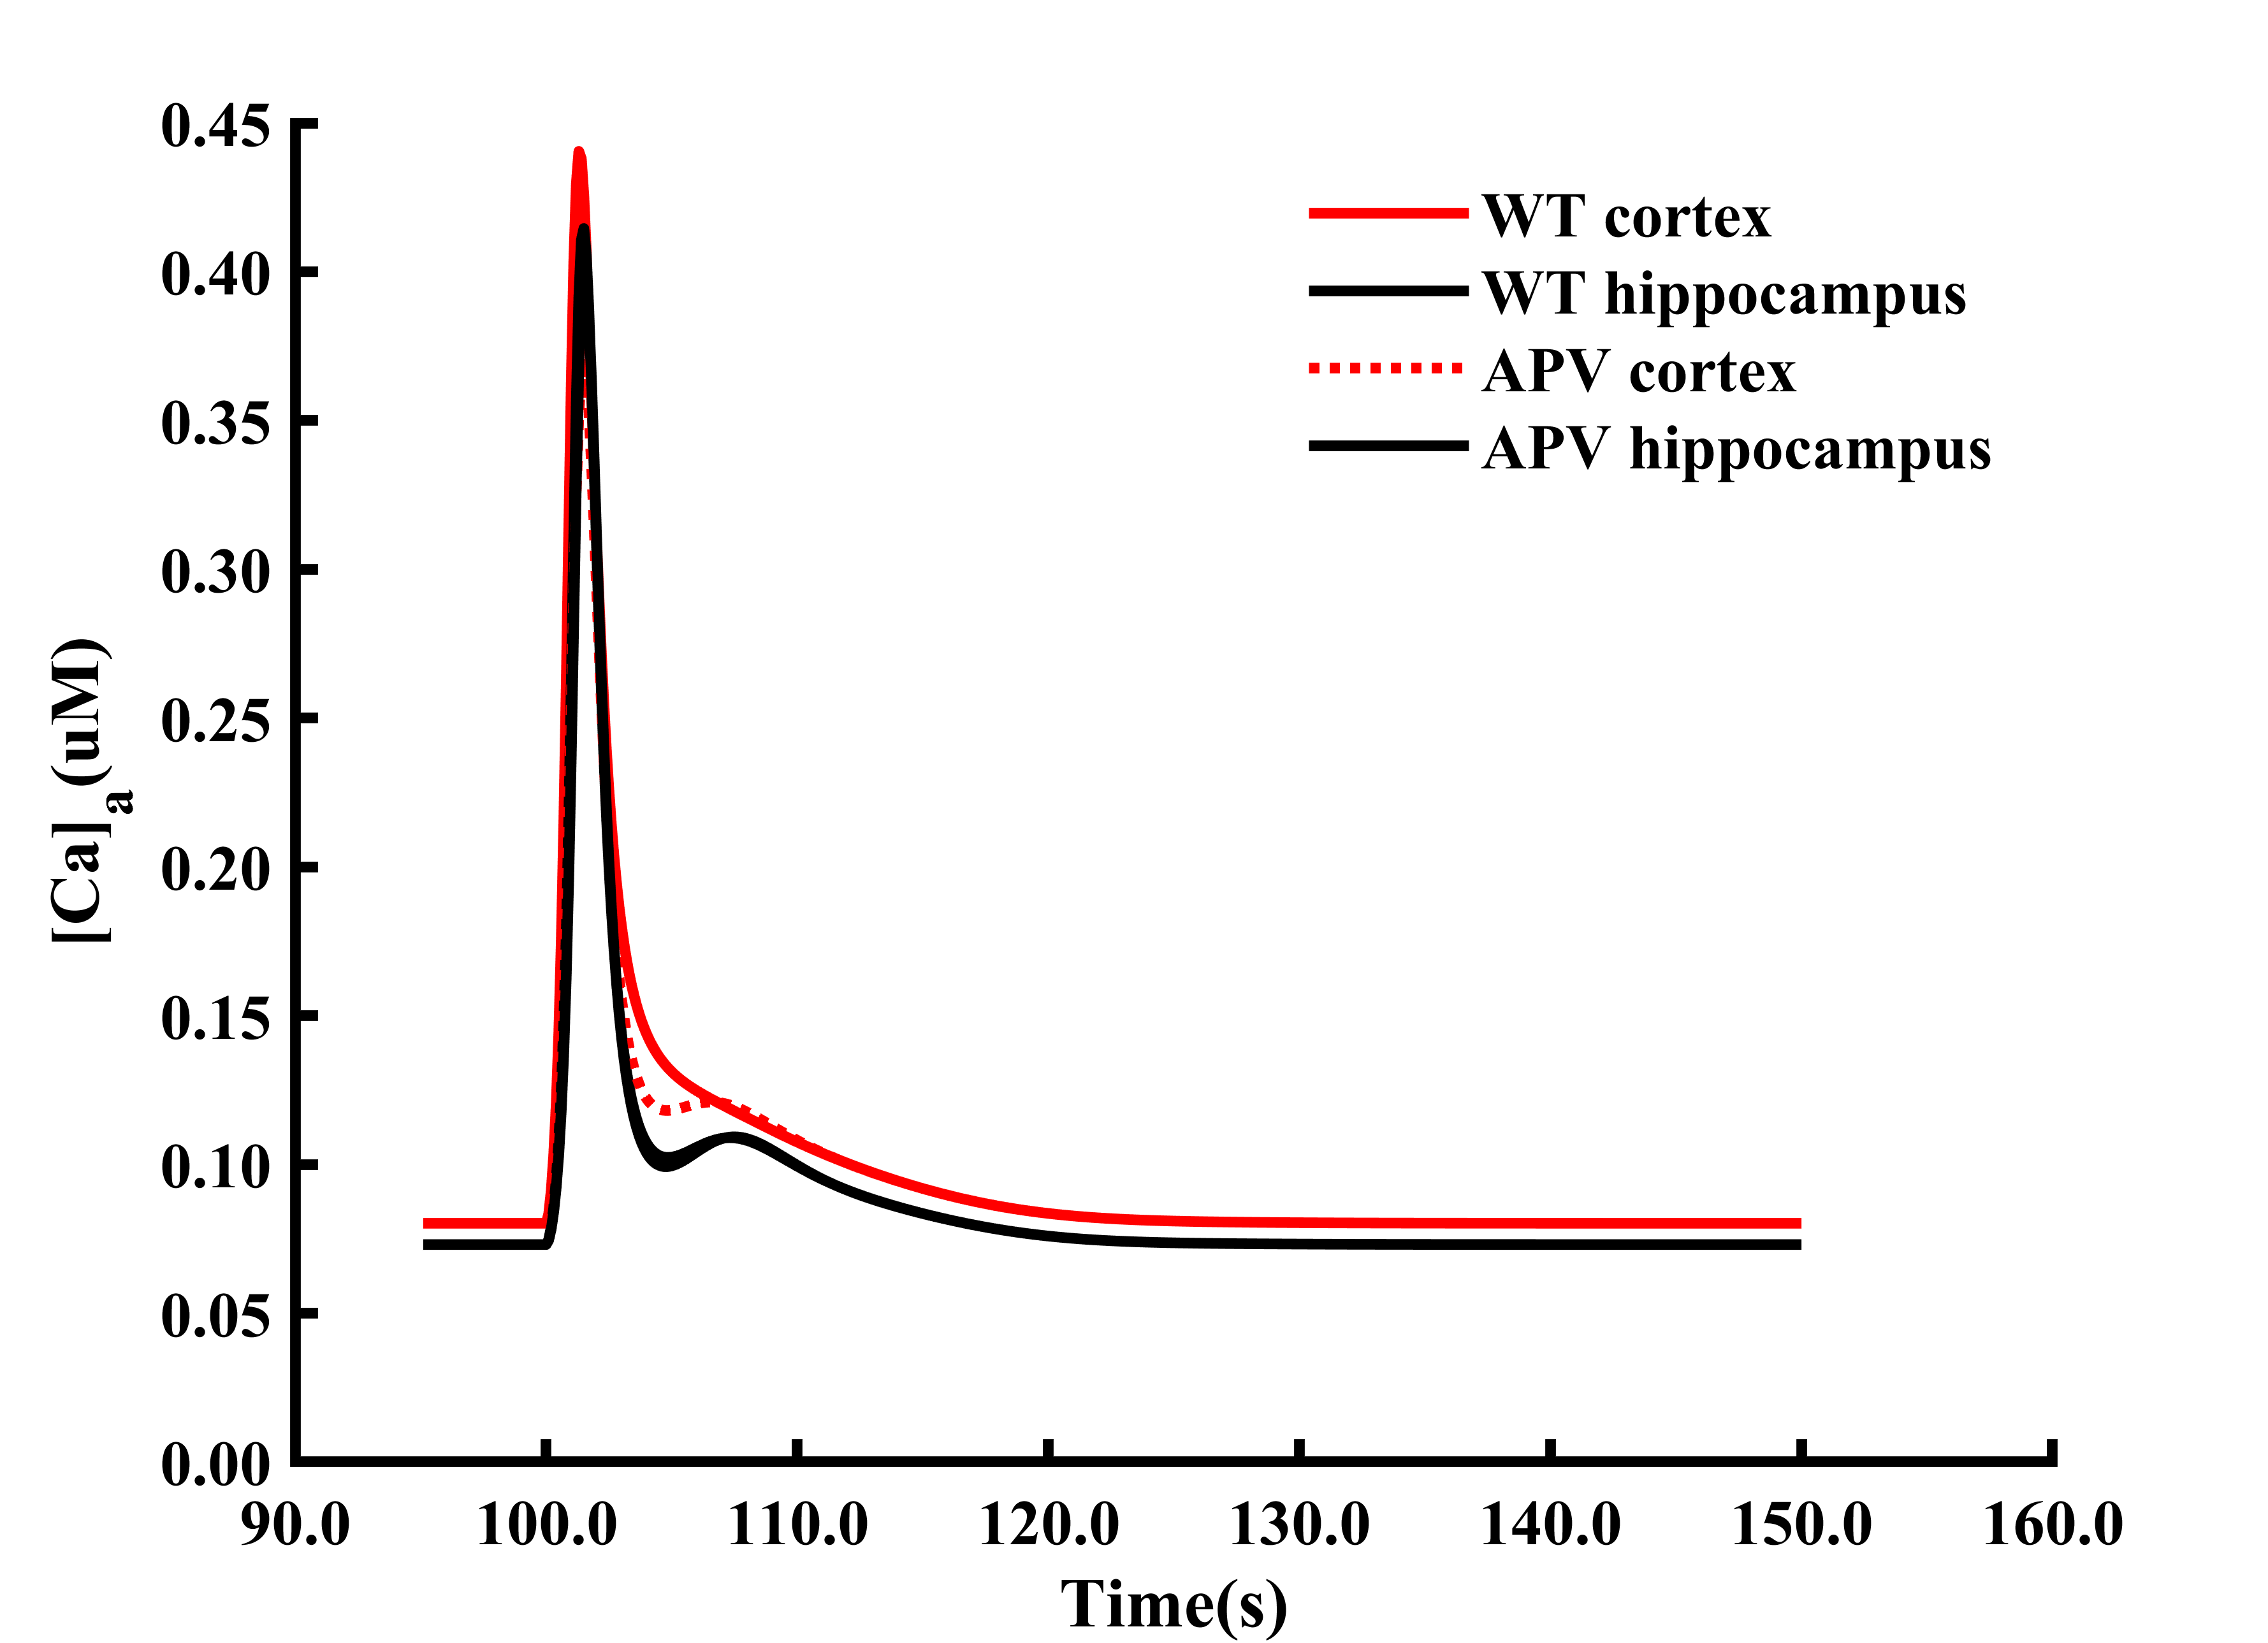 0.45
0.40
0.35
0.30
0.25
0.20
0.15
0.10
0.05
0.00
[Ca]a (uM)
WT cortex
WT hippocampus
APV cortex
APV hippocampus
90.0 100.0 110.0 120.0 130.0 140.0 150.0 160.0
Time(s)